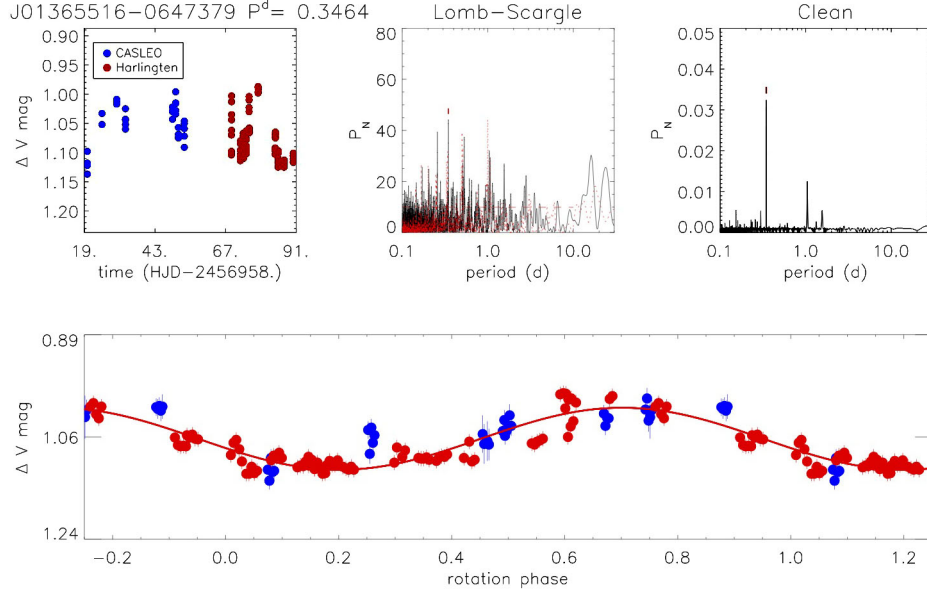 J01365516-0647379 P^d= 0.3464
Lomb-Scargle
Clean
0.90
0.95
1.00
1.05
1.10
1.15
1.20
Δ V mag
CASLEO
Harlington
19. 43. 67. 91.
time (HJD-2456958.)
80
60
40
20
0
P_N
0.1 1.0 10.0
period (d)
0.05
0.04
0.03
0.02
0.01
0.00
P_N
0.1 1.0 10.0
period (d)
0.89
1.06
1.24
Δ V mag
-0.2 0.0 0.2 0.4 0.6 0.8 1.0 1.2
rotation phase